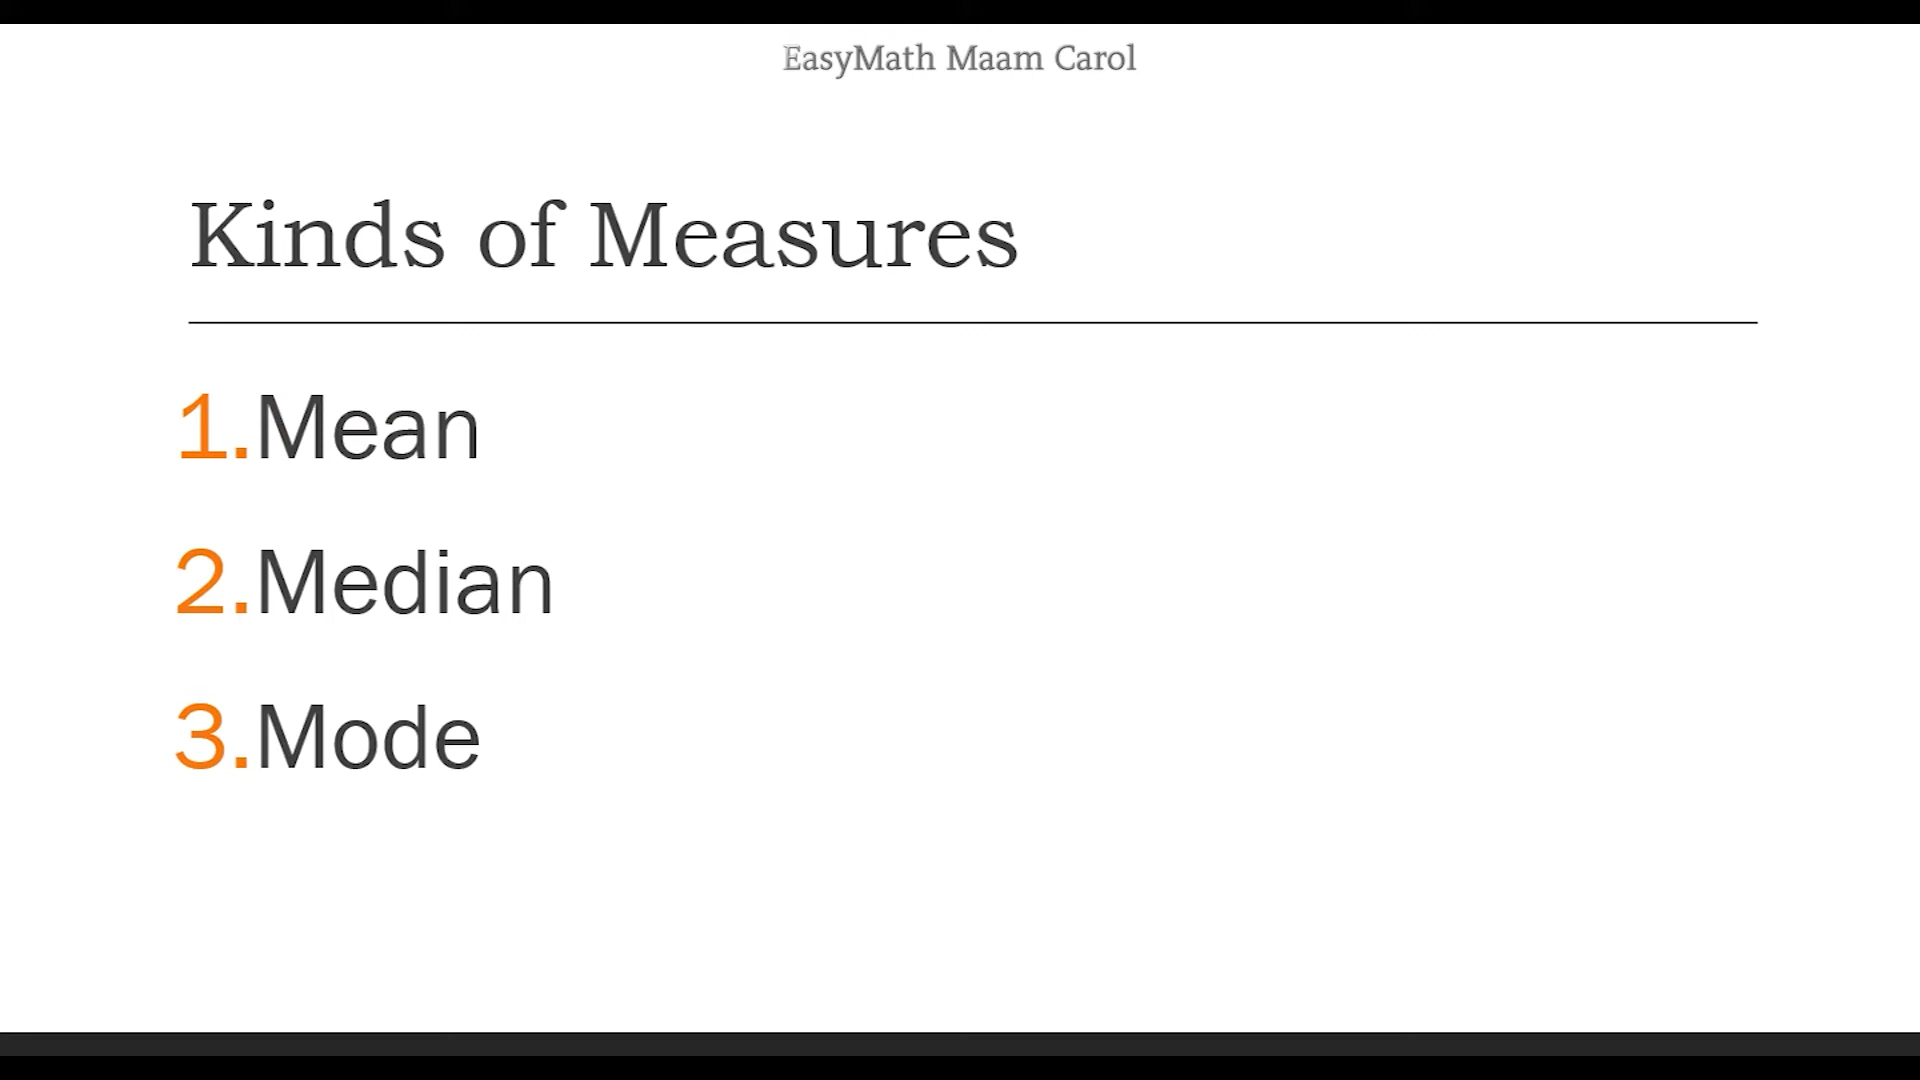 EasyMath Maam Carol
Kinds of Measures
1.Mean
2.Median
3.Mode